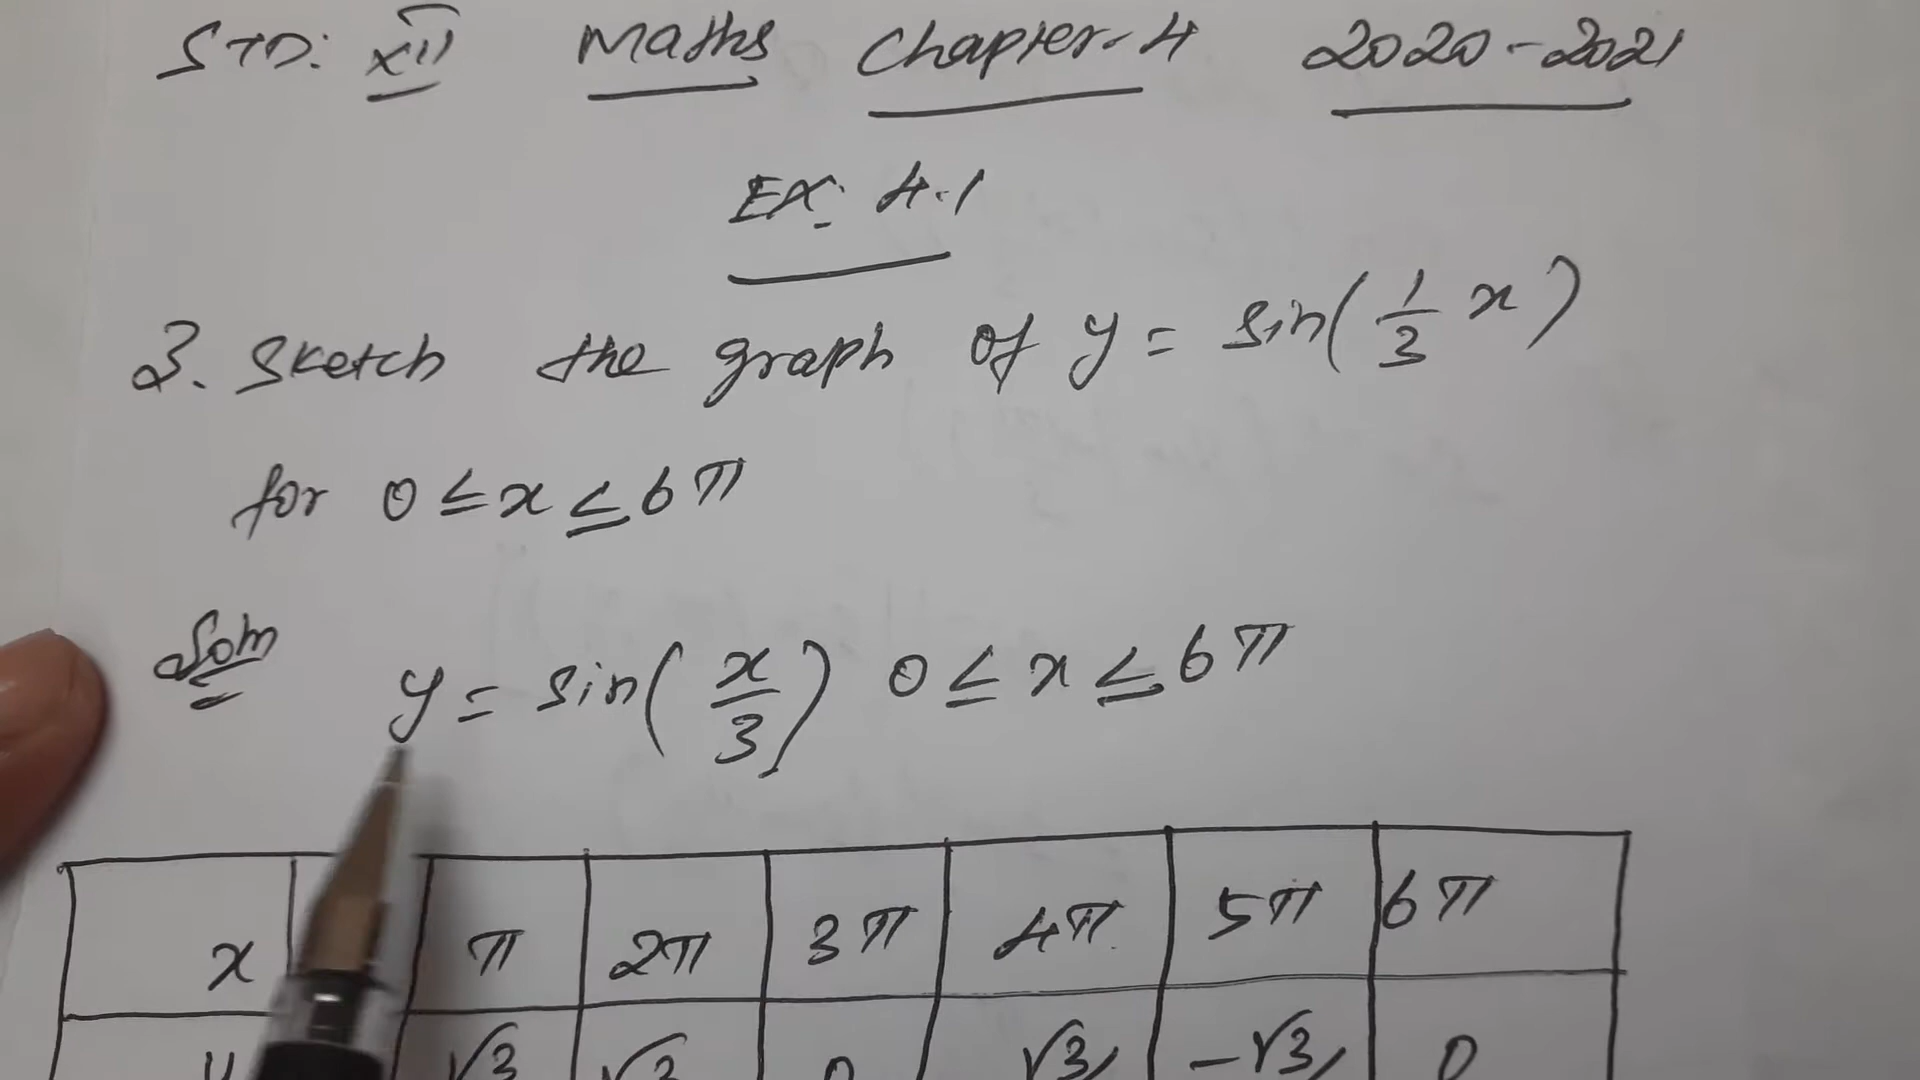 STD: XII Maths Chapter-4 2020-2021
EX: 4.1
3. Sketch the graph of y = sin(1/3 x)
for 0 ≤ x ≤ 6π
Soln y = sin(x/3) 0 ≤ x ≤ 6π
x π 2π 3π 4π 5π 6π
y √3 √3 0 √3/ -√3/ 0